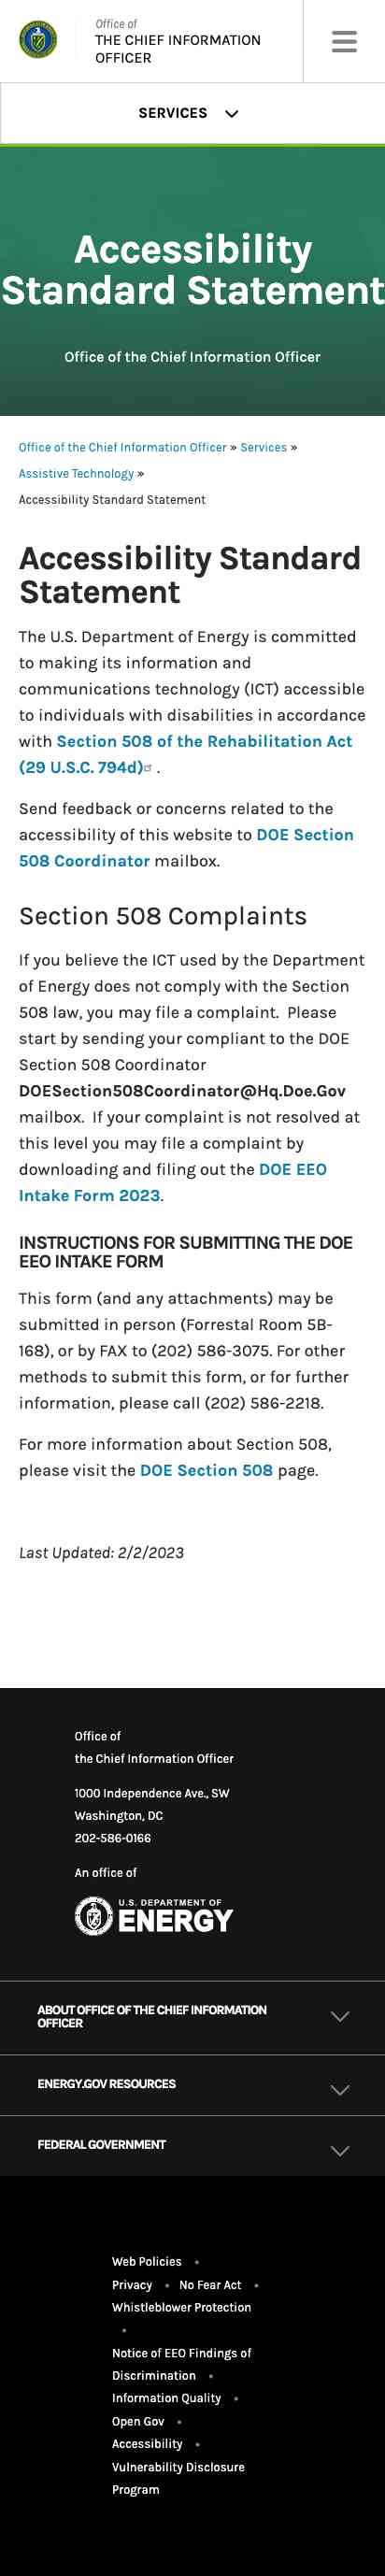 Office of
THE CHIEF INFORMATION
OFFICER
SERVICES
Accessibility
Standard Statement
Office of the Chief Information Officer
Office of the Chief Information Officer » Services »
Assistive Technology »
Accessibility Standard Statement
Accessibility Standard
Statement
The U.S. Department of Energy is committed
to making its information and
communications technology (ICT) accessible
to individuals with disabilities in accordance
with Section 508 of the Rehabilitation Act
(29 U.S.C. 794d) .
Send feedback or concerns related to the
accessibility of this website to DOE Section
508 Coordinator mailbox.
Section 508 Complaints
If you believe the ICT used by the Department
of Energy does not comply with the Section
508 law, you may file a complaint.  Please
start by sending your compliant to the DOE
Section 508 Coordinator
DOESection508Coordinator@Hq.Doe.Gov
mailbox.  If your complaint is not resolved at
this level you may file a complaint by
downloading and filing out the DOE EEO
Intake Form 2023.
INSTRUCTIONS FOR SUBMITTING THE DOE
EEO INTAKE FORM
This form (and any attachments) may be
submitted in person (Forrestal Room 5B-
168), or by FAX to (202) 586-3075. For other
methods to submit this form, or for further
information, please call (202) 586-2218.
For more information about Section 508,
please visit the DOE Section 508 page.
Last Updated: 2/2/2023
Office of
the Chief Information Officer
1000 Independence Ave., SW
Washington, DC
202-586-0166
An office of
U.S. DEPARTMENT OF
ENERGY
ABOUT OFFICE OF THE CHIEF INFORMATION
OFFICER
ENERGY.GOV RESOURCES
FEDERAL GOVERNMENT
Web Policies •
Privacy • No Fear Act •
Whistleblower Protection
•
Notice of EEO Findings of
Discrimination •
Information Quality •
Open Gov •
Accessibility •
Vulnerability Disclosure
Program